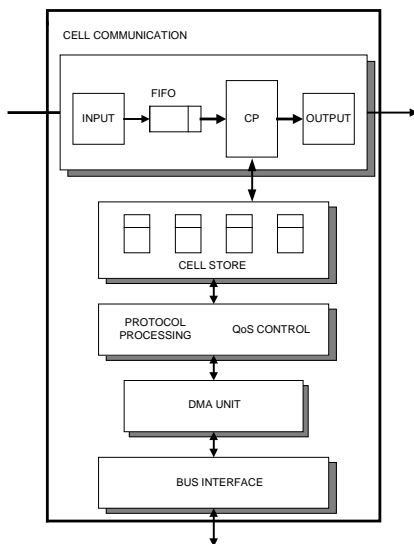 CELL COMMUNICATION
FIFO
INPUT
CP
OUTPUT
CELL STORE
PROTOCOL
PROCESSING
QoS CONTROL
DMA UNIT
BUS INTERFACE